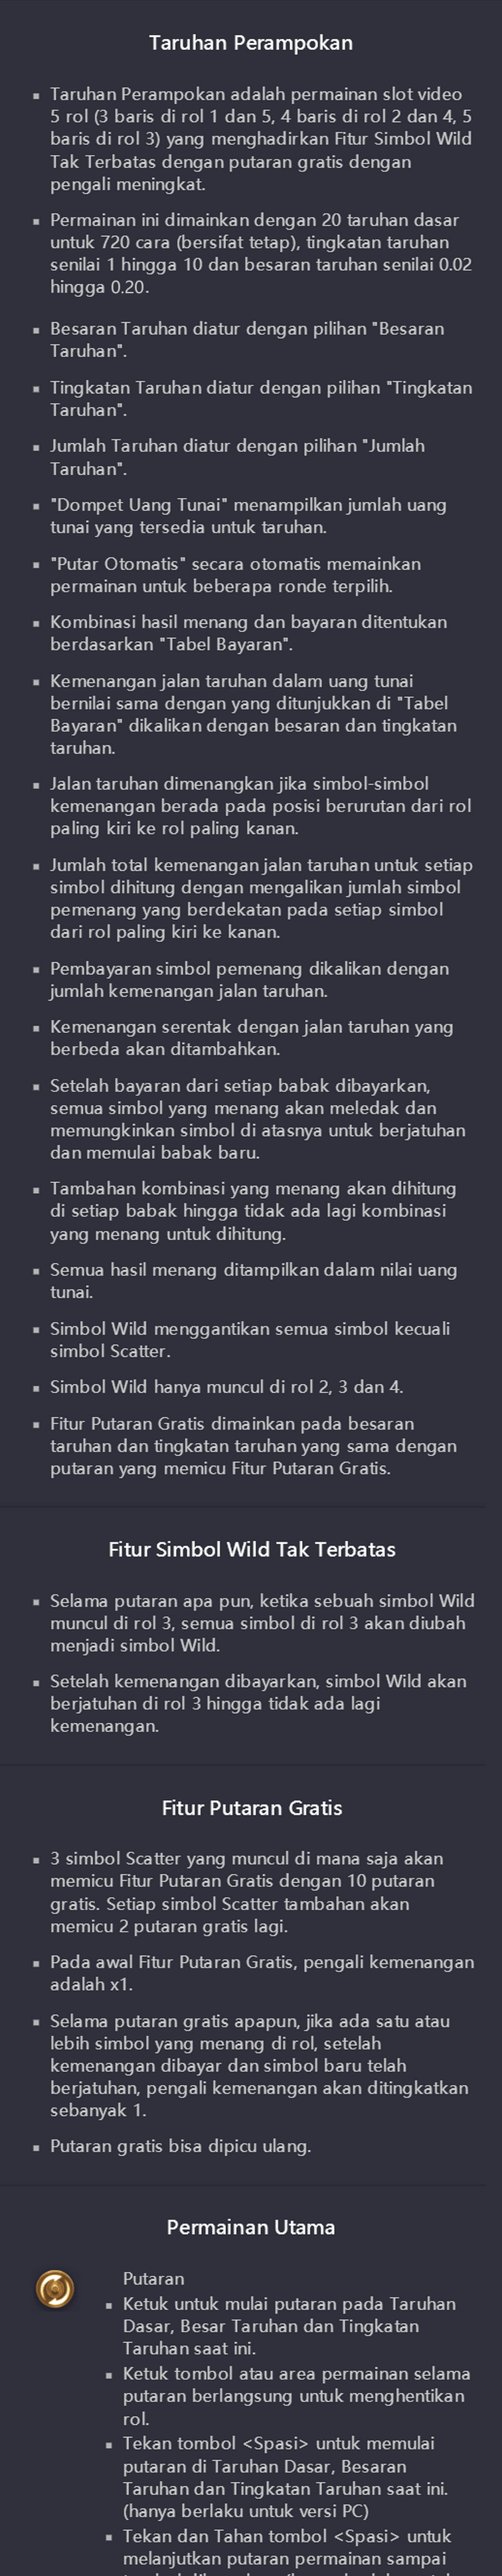 Taruhan Perampokan
▪ Taruhan Perampokan adalah permainan slot video
5 rol (3 baris di rol 1 dan 5, 4 baris di rol 2 dan 4, 5
baris di rol 3) yang menghadirkan Fitur Simbol Wild
Tak Terbatas dengan putaran gratis dengan
pengali meningkat.
▪ Permainan ini dimainkan dengan 20 taruhan dasar
untuk 720 cara (bersifat tetap), tingkatan taruhan
senilai 1 hingga 10 dan besaran taruhan senilai 0.02
hingga 0.20.
▪ Besaran Taruhan diatur dengan pilihan "Besaran
Taruhan".
▪ Tingkatan Taruhan diatur dengan pilihan "Tingkatan
Taruhan".
▪ Jumlah Taruhan diatur dengan pilihan "Jumlah
Taruhan".
▪ "Dompet Uang Tunai" menampilkan jumlah uang
tunai yang tersedia untuk taruhan.
▪ "Putar Otomatis" secara otomatis memainkan
permainan untuk beberapa ronde terpilih.
▪ Kombinasi hasil menang dan bayaran ditentukan
berdasarkan "Tabel Bayaran".
▪ Kemenangan jalan taruhan dalam uang tunai
bernilai sama dengan yang ditunjukkan di "Tabel
Bayaran" dikalikan dengan besaran dan tingkatan
taruhan.
▪ Jalan taruhan dimenangkan jika simbol-simbol
kemenangan berada pada posisi berurutan dari rol
paling kiri ke rol paling kanan.
▪ Jumlah total kemenangan jalan taruhan untuk setiap
simbol dihitung dengan mengalikan jumlah simbol
pemenang yang berdekatan pada setiap simbol
dari rol paling kiri ke kanan.
▪ Pembayaran simbol pemenang dikalikan dengan
jumlah kemenangan jalan taruhan.
▪ Kemenangan serentak dengan jalan taruhan yang
berbeda akan ditambahkan.
▪ Setelah bayaran dari setiap babak dibayarkan,
semua simbol yang menang akan meledak dan
memungkinkan simbol di atasnya untuk berjatuhan
dan memulai babak baru.
▪ Tambahan kombinasi yang menang akan dihitung
di setiap babak hingga tidak ada lagi kombinasi
yang menang untuk dihitung.
▪ Semua hasil menang ditampilkan dalam nilai uang
tunai.
▪ Simbol Wild menggantikan semua simbol kecuali
simbol Scatter.
▪ Simbol Wild hanya muncul di rol 2, 3 dan 4.
▪ Fitur Putaran Gratis dimainkan pada besaran
taruhan dan tingkatan taruhan yang sama dengan
putaran yang memicu Fitur Putaran Gratis.
Fitur Simbol Wild Tak Terbatas
▪ Selama putaran apa pun, ketika sebuah simbol Wild
muncul di rol 3, semua simbol di rol 3 akan diubah
menjadi simbol Wild.
▪ Setelah kemenangan dibayarkan, simbol Wild akan
berjatuhan di rol 3 hingga tidak ada lagi
kemenangan.
Fitur Putaran Gratis
▪ 3 simbol Scatter yang muncul di mana saja akan
memicu Fitur Putaran Gratis dengan 10 putaran
gratis. Setiap simbol Scatter tambahan akan
memicu 2 putaran gratis lagi.
▪ Pada awal Fitur Putaran Gratis, pengali kemenangan
adalah x1.
▪ Selama putaran gratis apapun, jika ada satu atau
lebih simbol yang menang di rol, setelah
kemenangan dibayar dan simbol baru telah
berjatuhan, pengali kemenangan akan ditingkatkan
sebanyak 1.
▪ Putaran gratis bisa dipicu ulang.
Permainan Utama
Putaran
▪ Ketuk untuk mulai putaran pada Taruhan
Dasar, Besar Taruhan dan Tingkatan
Taruhan saat ini.
▪ Ketuk tombol atau area permainan selama
putaran berlangsung untuk menghentikan
rol.
▪ Tekan tombol <Spasi> untuk memulai
putaran di Taruhan Dasar, Besaran
Taruhan dan Tingkatan Taruhan saat ini.
(hanya berlaku untuk versi PC)
▪ Tekan dan Tahan tombol <Spasi> untuk
melanjutkan putaran permainan sampai